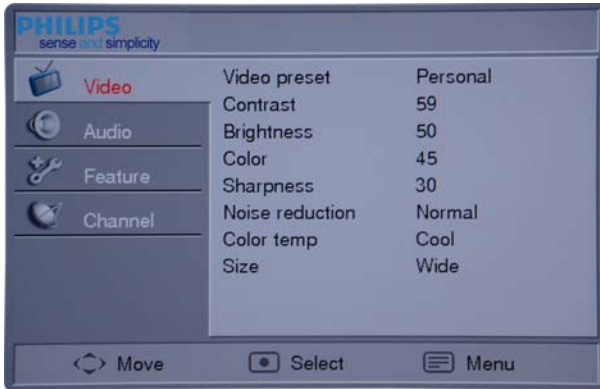 PHILIPS
sense and simplicity
Video
Audio
Feature
Channel
Video preset Personal
Contrast 59
Brightness 50
Color 45
Sharpness 30
Noise reduction Normal
Color temp Cool
Size Wide
Move Select Menu